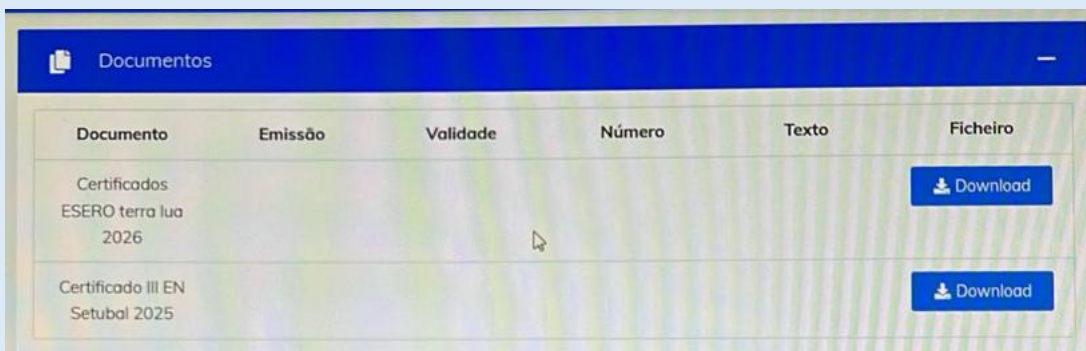 Documentos
Documento Emissão Validade Número Texto Ficheiro
Certificados
ESERO terra lua
2026
Download
Certificado III EN
Setubal 2025
Download